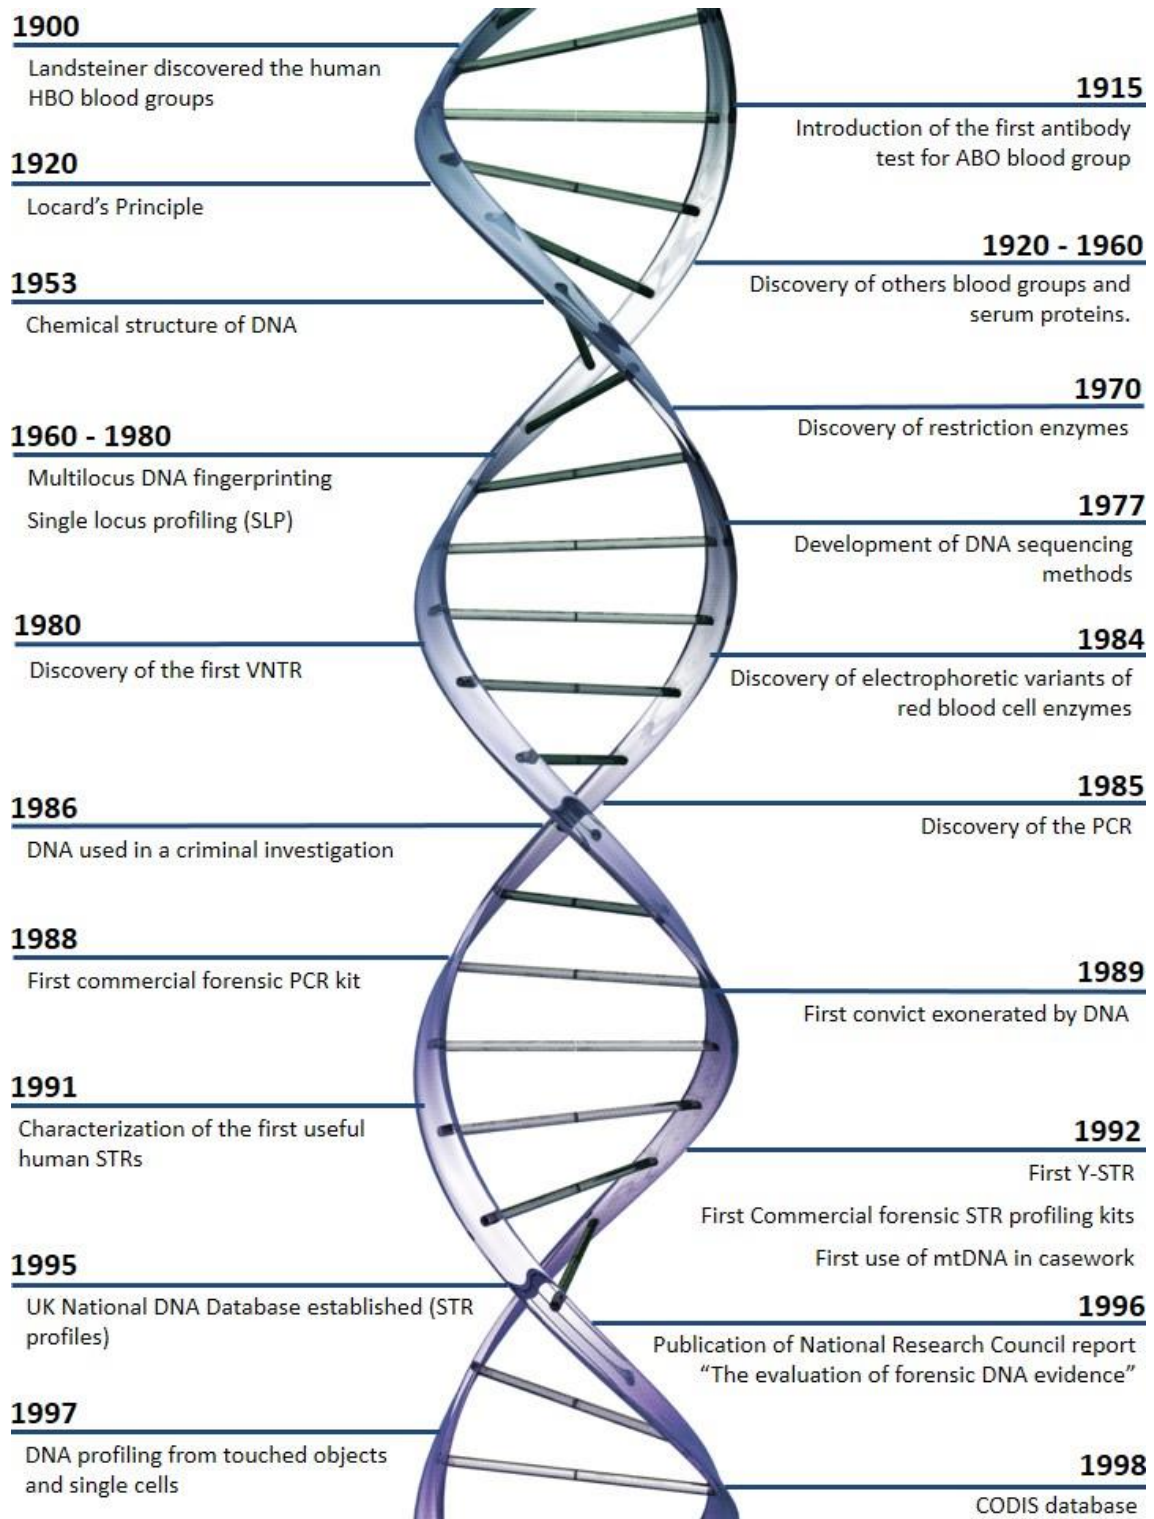 1900
Landsteiner discovered the human
HBO blood groups
1915
Introduction of the first antibody
test for ABO blood group
1920
Locard's Principle
1920 - 1960
Discovery of others blood groups and
serum proteins.
1953
Chemical structure of DNA
1970
Discovery of restriction enzymes
1960 - 1980
Multilocus DNA fingerprinting
Single locus profiling (SLP)
1977
Development of DNA sequencing
methods
1980
Discovery of the first VNTR
1984
Discovery of electrophoretic variants of
red blood cell enzymes
1985
Discovery of the PCR
1986
DNA used in a criminal investigation
1988
First commercial forensic PCR kit
1989
First convict exonerated by DNA
1991
Characterization of the first useful
human STRs
1992
First Y-STR
First Commercial forensic STR profiling kits
First use of mtDNA in casework
1995
UK National DNA Database established (STR
profiles)
1996
Publication of National Research Council report
“The evaluation of forensic DNA evidence”
1997
DNA profiling from touched objects
and single cells
1998
CODIS database